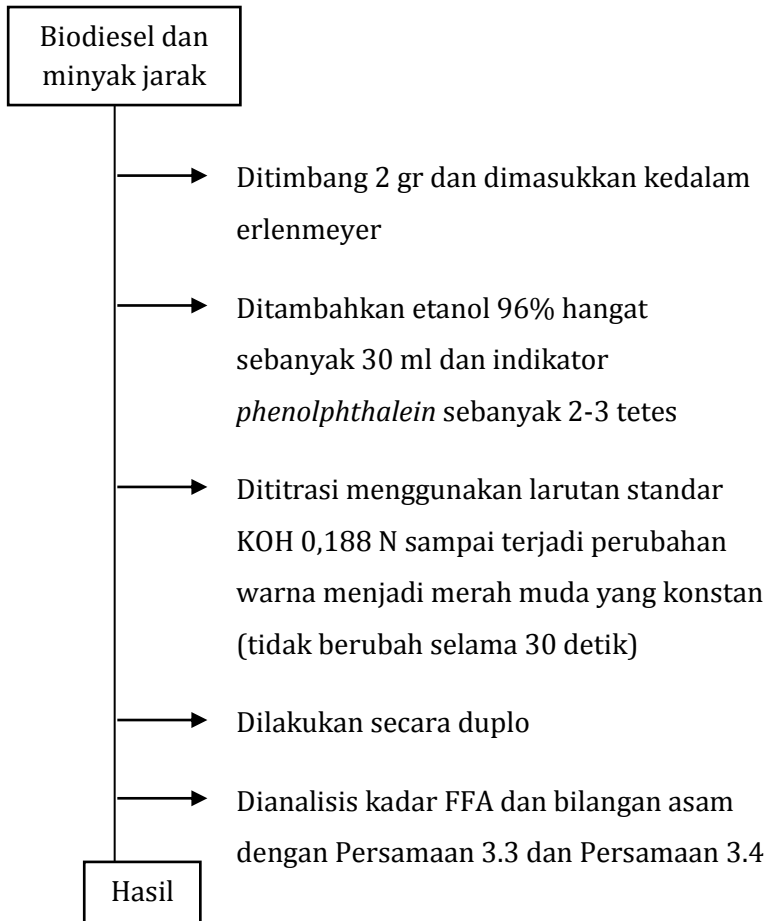 Biodiesel dan
minyak jarak
Ditimbang 2 gr dan dimasukkan kedalam
erlenmeyer
Ditambahkan etanol 96% hangat
sebanyak 30 ml dan indikator
phenolphthalein sebanyak 2-3 tetes
Dititrasi menggunakan larutan standar
KOH 0,188 N sampai terjadi perubahan
warna menjadi merah muda yang konstan
(tidak berubah selama 30 detik)
Dilakukan secara duplo
Dianalisis kadar FFA dan bilangan asam
dengan Persamaan 3.3 dan Persamaan 3.4
Hasil